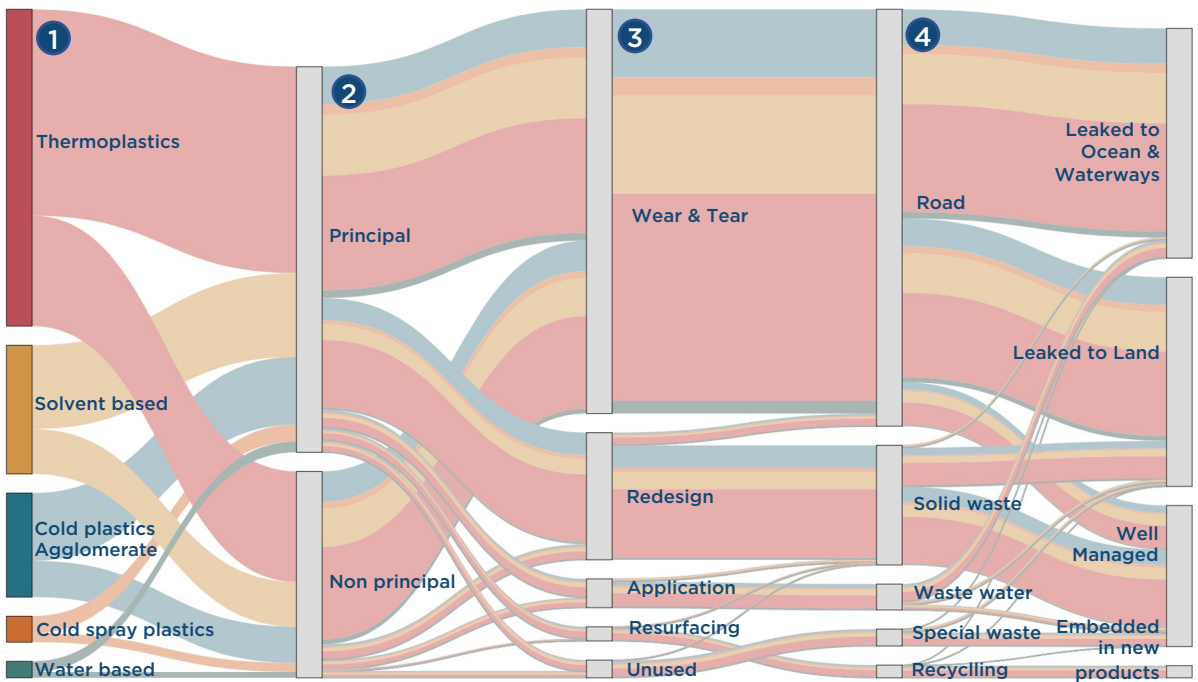 1
Thermoplastics
Solvent based
Cold plastics
Agglomerate
Cold spray plastics
Water based
2
Principal
Non principal
3
Wear & Tear
Redesign
Application
Resurfacing
Unused
4
Road
Solid waste
Waste water
Special waste
Recyclling
Leaked to
Ocean &
Waterways
Leaked to Land
Well
Managed
Embedded
in new
products